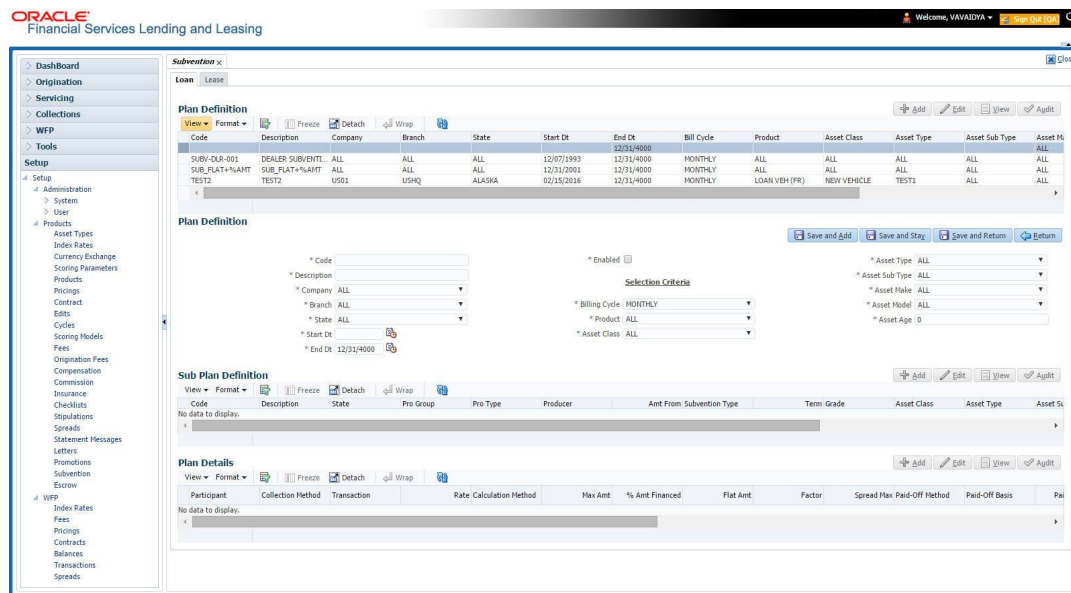 ORACLE
Financial Services Lending and Leasing
Welcome, VAVAIDYA
Sign Out [QA]
DashBoard
Origination
Servicing
Collections
WFP
Tools
Setup
Setup
Administration
System
User
Products
Asset Types
Index Rates
Currency Exchange
Scoring Parameters
Products
Pricings
Contract
Edits
Cycles
Scoring Models
Fees
Origination Fees
Compensation
Commission
Insurance
Checklists
Stipulations
Spreads
Statement Messages
Letters
Promotions
Subvention
Escrow
WFP
Index Rates
Fees
Pricings
Contracts
Balances
Transactions
Spreads
Subvention x
Clos
Loan Lease
Plan Definition
Add Edit View Audit
View Format Freeze Detach Wrap
Code Description Company Branch State Start Dt End Dt Bill Cycle Product Asset Class Asset Type Asset Sub Type Asset Ma
12/31/4000 ALL
SUBV-DLR-001 DEALER SUBVENTI... ALL ALL ALL 12/07/1993 12/31/4000 MONTHLY ALL ALL ALL ALL ALL
SUB_FLAT+%AMT SUB_FLAT+%AMT ALL ALL ALL 12/31/2001 12/31/4000 MONTHLY ALL ALL ALL ALL ALL
TEST2 TEST2 US01 USHQ ALASKA 02/15/2016 12/31/4000 MONTHLY LOAN VEH (FR) NEW VEHICLE TEST1 ALL ALL
Plan Definition
Save and Add Save and Stay Save and Return Return
* Code
* Description
* Company ALL
* Branch ALL
* State ALL
* Start Dt
* End Dt 12/31/4000
* Enabled
Selection Criteria
* Billing Cycle MONTHLY
* Product ALL
* Asset Class ALL
* Asset Type ALL
* Asset Sub Type ALL
* Asset Make ALL
* Asset Model ALL
* Asset Age 0
Sub Plan Definition
Add Edit View Audit
View Format Freeze Detach Wrap
Code Description State Pro Group Pro Type Producer Amt From Subvention Type Term Grade Asset Class Asset Type Asset Su
No data to display.
Plan Details
Add Edit View Audit
View Format Freeze Detach Wrap
Participant Collection Method Transaction Rate Calculation Method Max Amt % Amt Financed Flat Amt Factor Spread Max Paid-Off Method Paid-Off Basis Pai
No data to display.